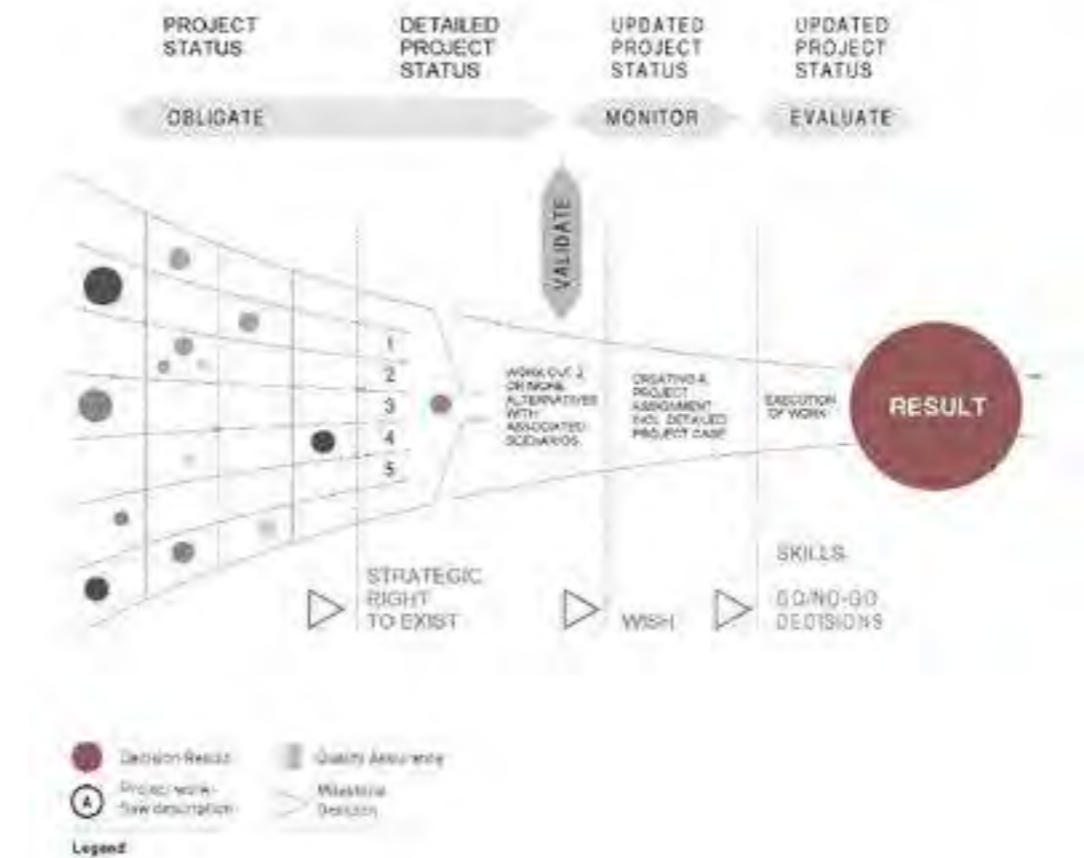 PROJECT
STATUS
DETAILED
PROJECT
STATUS
UPDATED
PROJECT
STATUS
UPDATED
PROJECT
STATUS
OBLIGATE
MONITOR
EVALUATE
VALIDATE
1
2
3
4
5
WORK OUT 2
OR MORE
ALTERNATIVES
WITH
ASSOCIATED
SCENARIOS
CREATING A
PROJECT
ASSIGNMENT
INCL. DETAILED
PROJECT CASE
EXECUTION
OF WORK
RESULT
STRATEGIC
RIGHT
TO EXIST
WISH
SKILLS
GO/NO-GO
DECISIONS
Decision Result
Quality Assurance
A
Project work-
flow description
Milestone
Decision
Legend